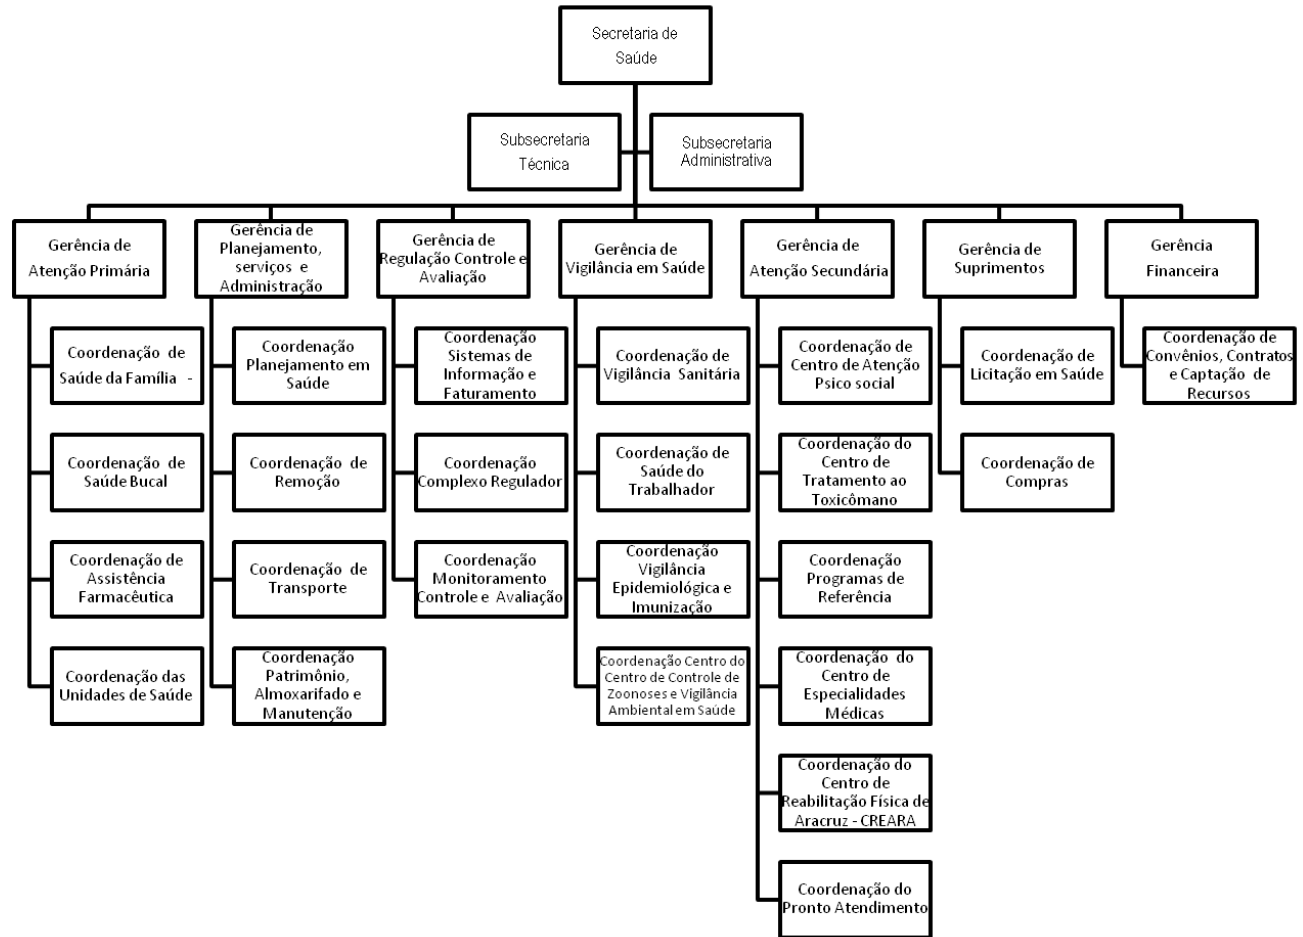 Secretaria de
Saúde
Subsecretaria
Técnica
Subsecretaria
Administrativa
Gerência de
Atenção Primária
Gerência de
Planejamento,
serviços e
Administração
Gerência de
Regulação Controle e
Avaliação
Gerência de
Vigilância em Saúde
Gerência de
Atenção Secundária
Gerência de
Suprimentos
Gerência
Financeira
Coordenação de
Saúde da Família -
Coordenação
Planejamento em
Saúde
Coordenação
Sistemas de
Informação e
Faturamento
Coordenação de
Vigilância Sanitária
Coordenação de
Centro de Atenção
Psico social
Coordenação de
Licitação em Saúde
Coordenação de
Convênios, Contratos
e Captação de
Recursos
Coordenação de
Saúde Bucal
Coordenação de
Remoção
Coordenação
Complexo Regulador
Coordenação de
Saúde do
Trabalhador
Coordenação do
Centro de
Tratamento ao
Toxicômano
Coordenação de
Compras
Coordenação de
Assistência
Farmacêutica
Coordenação de
Transporte
Coordenação
Monitoramento
Controle e Avaliação
Coordenação
Vigilância
Epidemiológica e
Imunização
Coordenação
Programas de
Referência
Coordenação das
Unidades de Saúde
Coordenação
Patrimônio,
Almoxarifado e
Manutenção
Coordenação Centro do
Centro de Controle de
Zoonoses e Vigilância
Ambiental em Saúde
Coordenação do
Centro de
Especialidades
Médicas
Coordenação do
Centro de
Reabilitação Física de
Aracruz - CREARA
Coordenação do
Pronto Atendimento